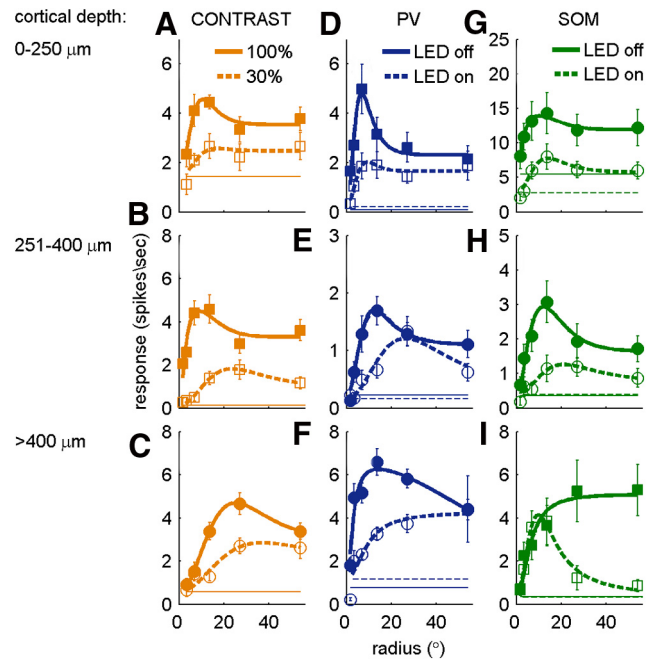 cortical depth:
A CONTRAST D PV G SOM
0-250 µm
100%
30%
LED off
LED on
LED off
LED on
6
4
2
0
6
4
2
0
25
20
15
10
5
0
B E H
251-400 µm
response (spikes\sec)
8
6
4
2
0
3
2
1
0
5
4
3
2
1
0
>400 µm
C F I
8
6
4
2
0
8
6
4
2
0
8
6
4
2
0
0 20 40
0 20 40
0 20 40
radius (°)